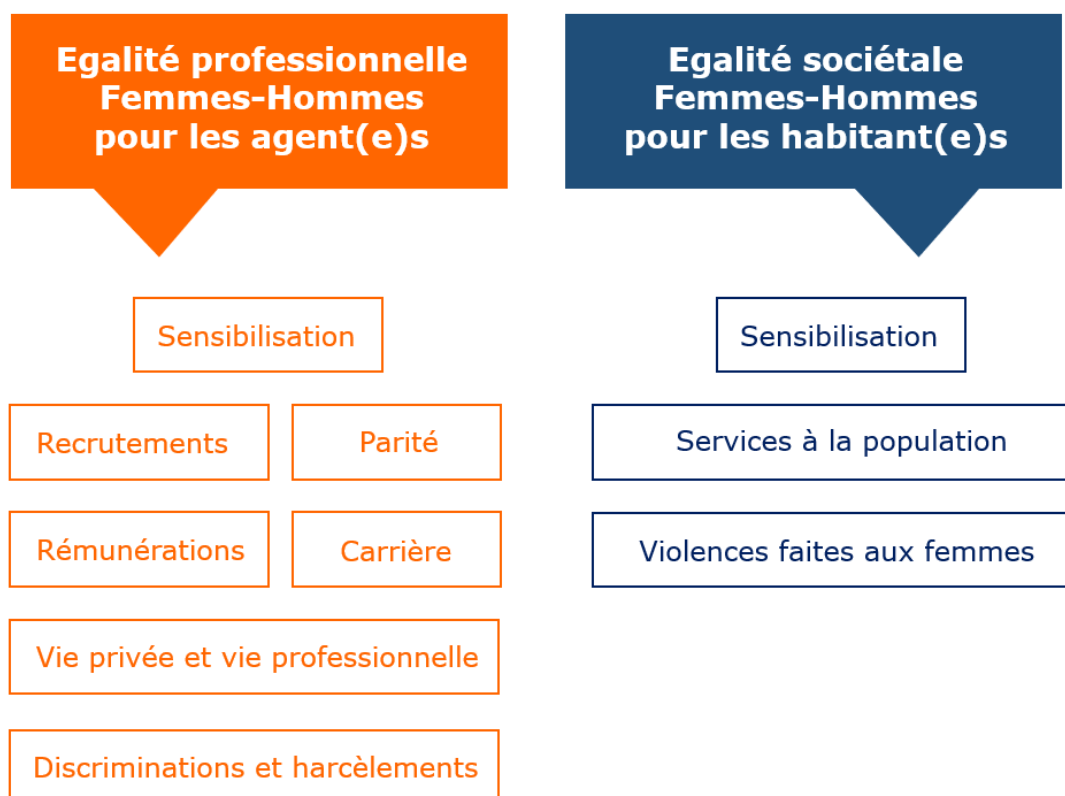 Egalité professionnelle
Femmes-Hommes
pour les agent(e)s
Sensibilisation
Recrutements
Parité
Rémunérations
Carrière
Vie privée et vie professionnelle
Discriminations et harcèlements
Egalité sociétale
Femmes-Hommes
pour les habitant(e)s
Sensibilisation
Services à la population
Violences faites aux femmes